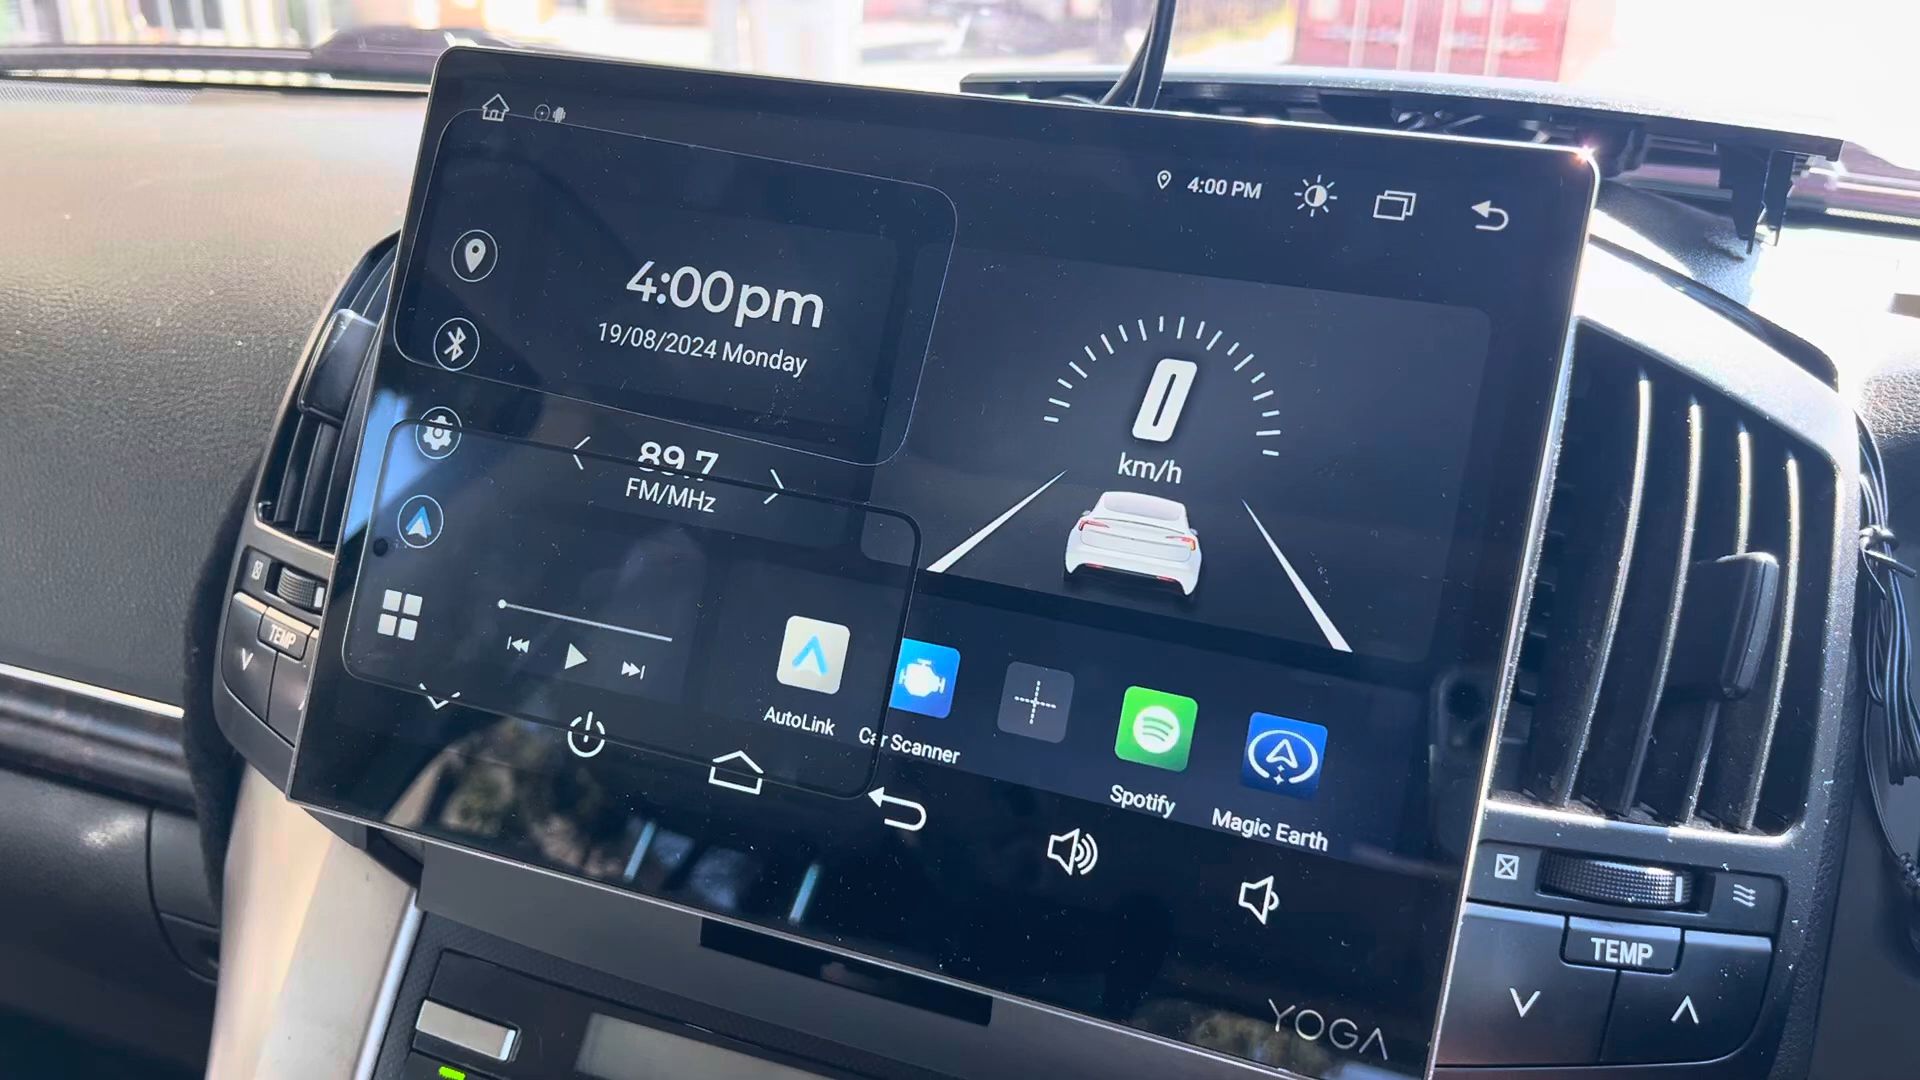 4:00 PM
4:00pm
19/08/2024 Monday
0
km/h
89.7
FM/MHz
AutoLink
Car Scanner
Spotify
Magic Earth
YOGA
TEMP
TEMP